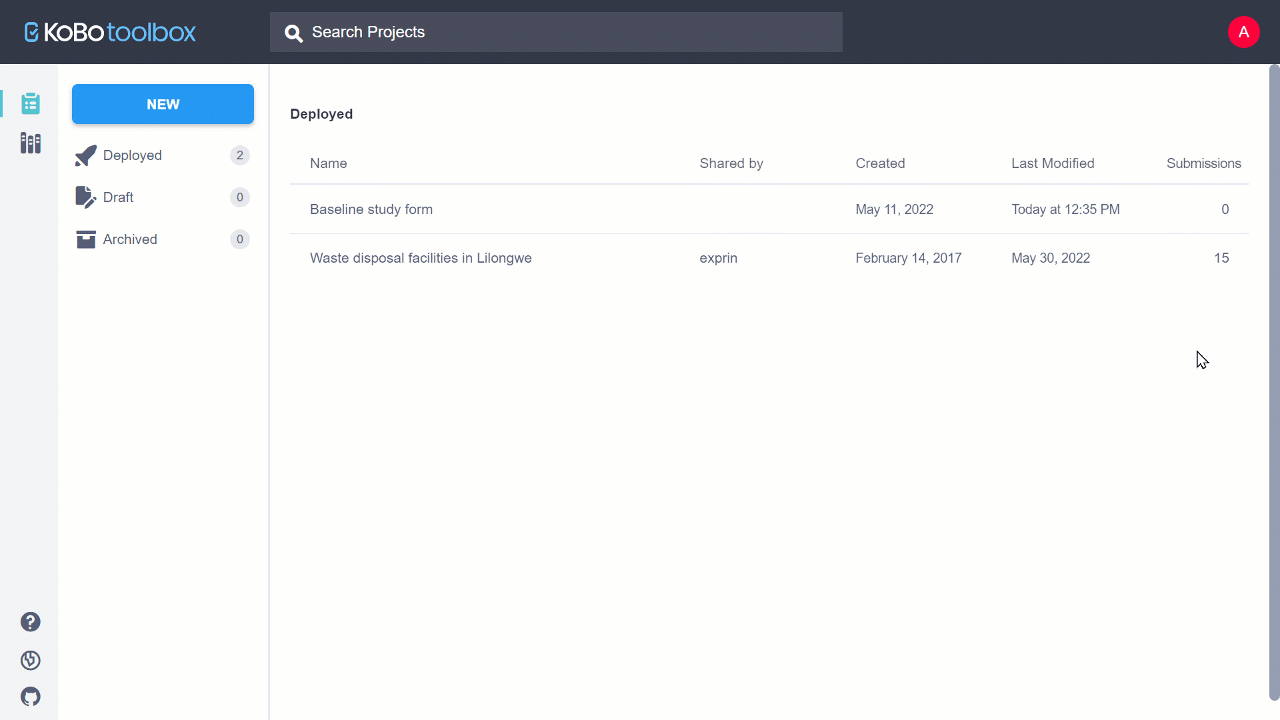 KoBotoolbox
Search Projects
A
NEW
Deployed 2
Draft 0
Archived 0
Deployed
Name Shared by Created Last Modified Submissions
Baseline study form May 11, 2022 Today at 12:35 PM 0
Waste disposal facilities in Lilongwe exprin February 14, 2017 May 30, 2022 15
?